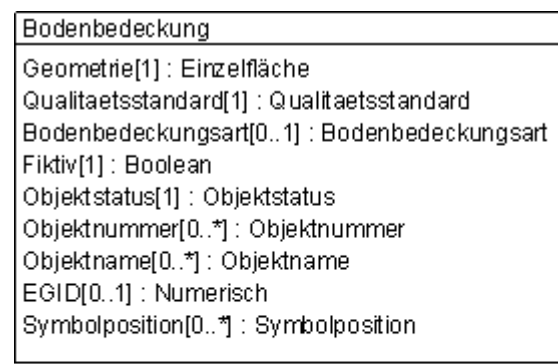 Bodenbedeckung
Geometrie[1] : Einzelfläche
Qualitaetsstandard[1] : Qualitaetsstandard
Bodenbedeckungsart[0..1] : Bodenbedeckungsart
Fiktiv[1] : Boolean
Objektstatus[1] : Objektstatus
Objektnummer[0..*] : Objektnummer
Objektname[0..*] : Objektname
EGID[0..1] : Numerisch
Symbolposition[0..*] : Symbolposition